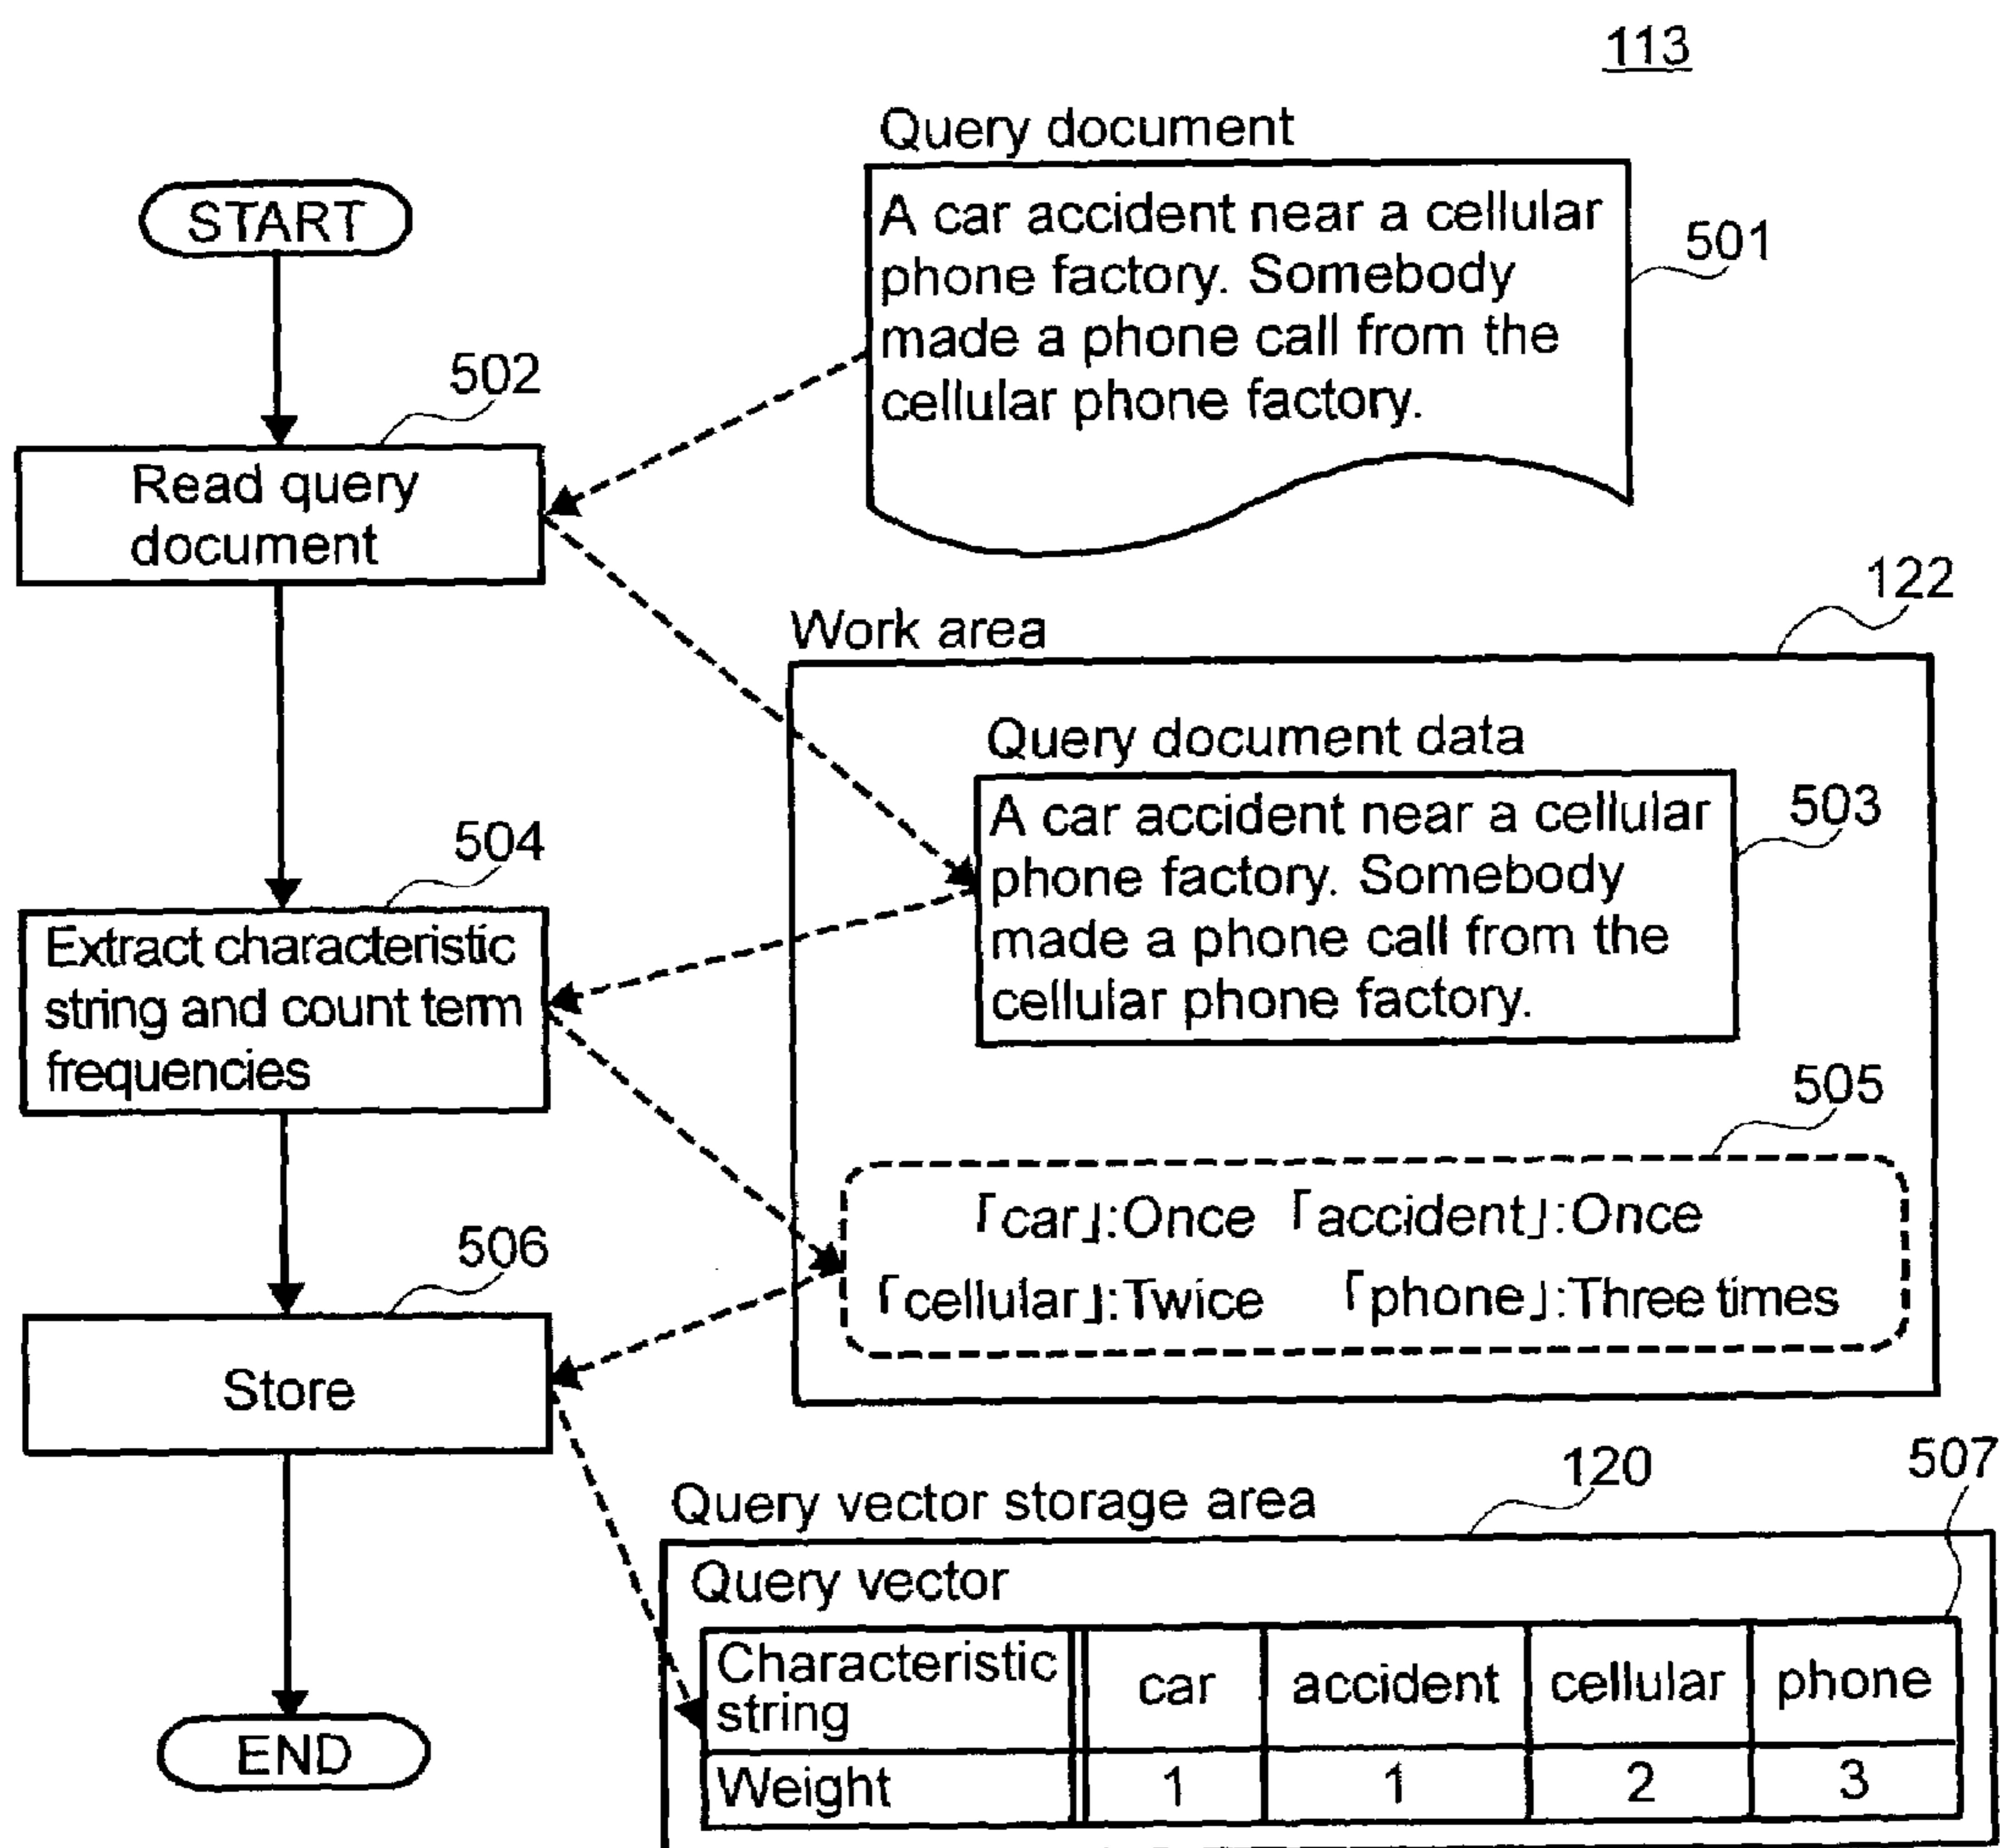 113
Query document
START
A car accident near a cellular
phone factory. Somebody
made a phone call from the
cellular phone factory.
501
502
Read query
document
122
Work area
Query document data
A car accident near a cellular
phone factory. Somebody
made a phone call from the
cellular phone factory.
503
504
Extract characteristic
string and count term
frequencies
505
「car」:Once 「accident」:Once
「cellular」:Twice 「phone」:Three times
506
Store
120
507
Query vector storage area
Query vector
Characteristic
string
car accident cellular phone
Weight 1 1 2 3
END